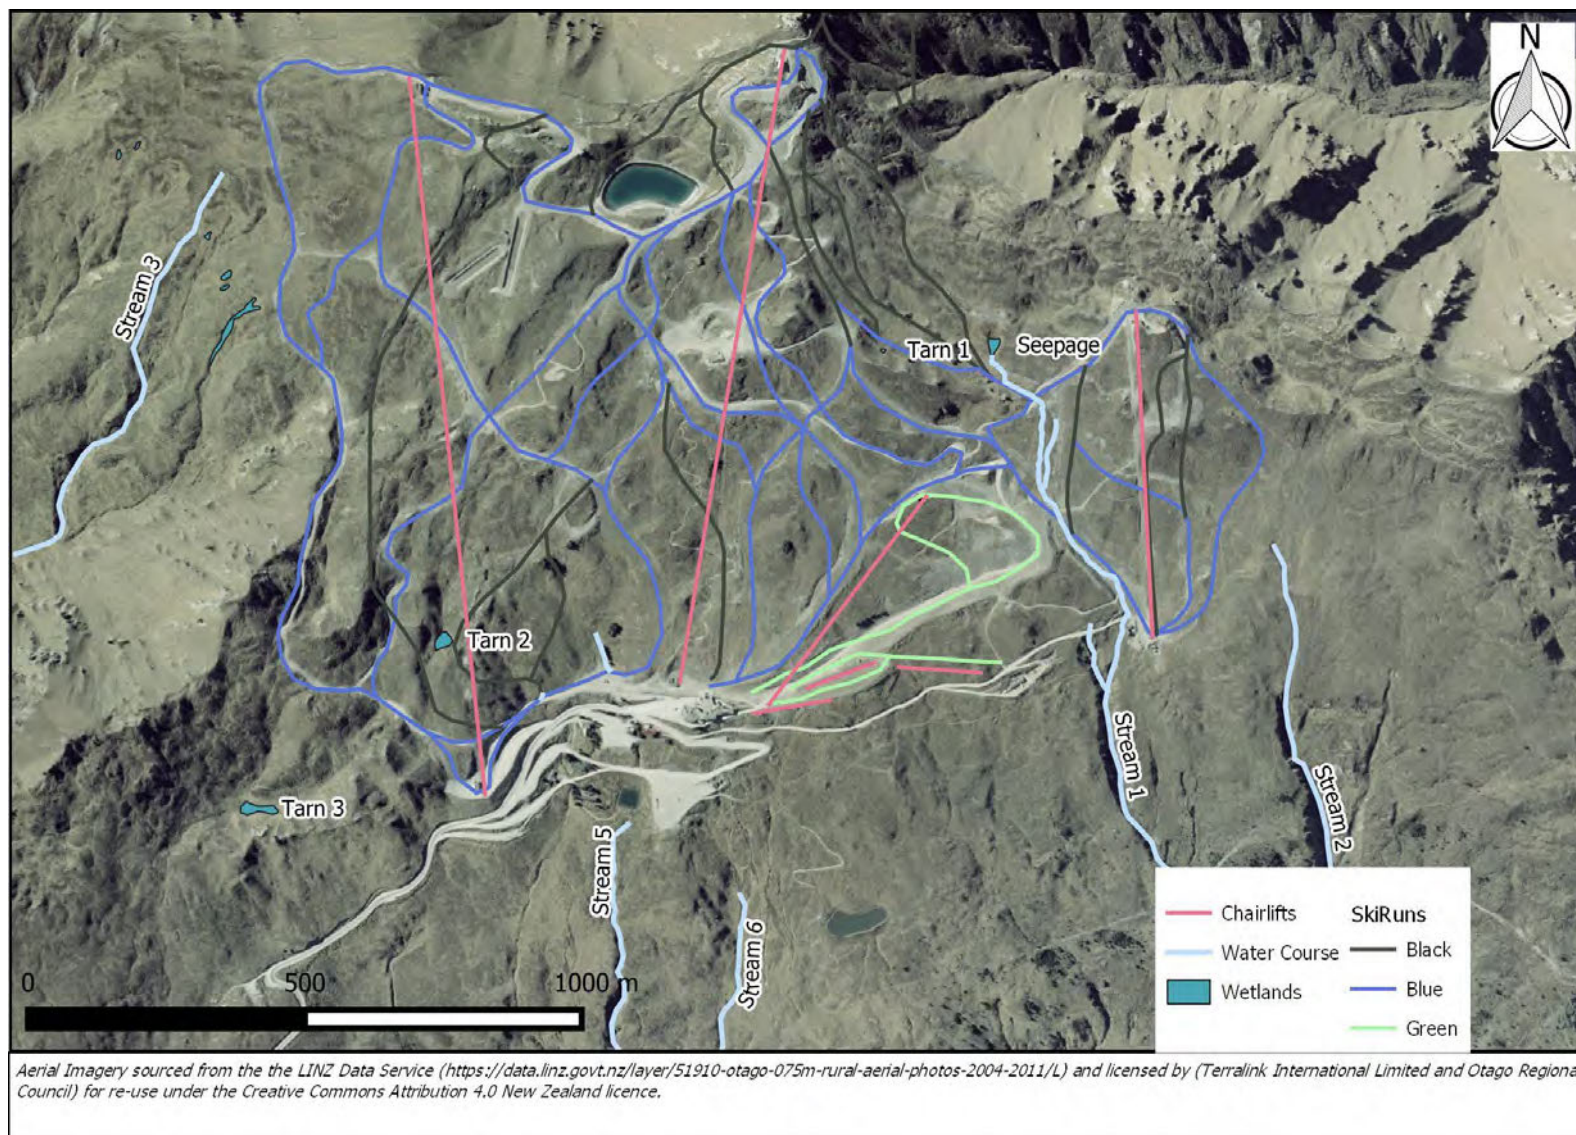 N
Stream 3
Tarn 1
Seepage
Tarn 2
Tarn 3
Stream 5
Stream 6
Stream 1
Stream 2
0 500 1000 m
Chairlifts
Water Course
Wetlands
SkiRuns
Black
Blue
Green
Aerial Imagery sourced from the the LINZ Data Service (https://data.linz.govt.nz/layer/51910-otago-075m-rural-aerial-photos-2004-2011/L) and licensed by (Terralink International Limited and Otago Regional
Council) for re-use under the Creative Commons Attribution 4.0 New Zealand licence.